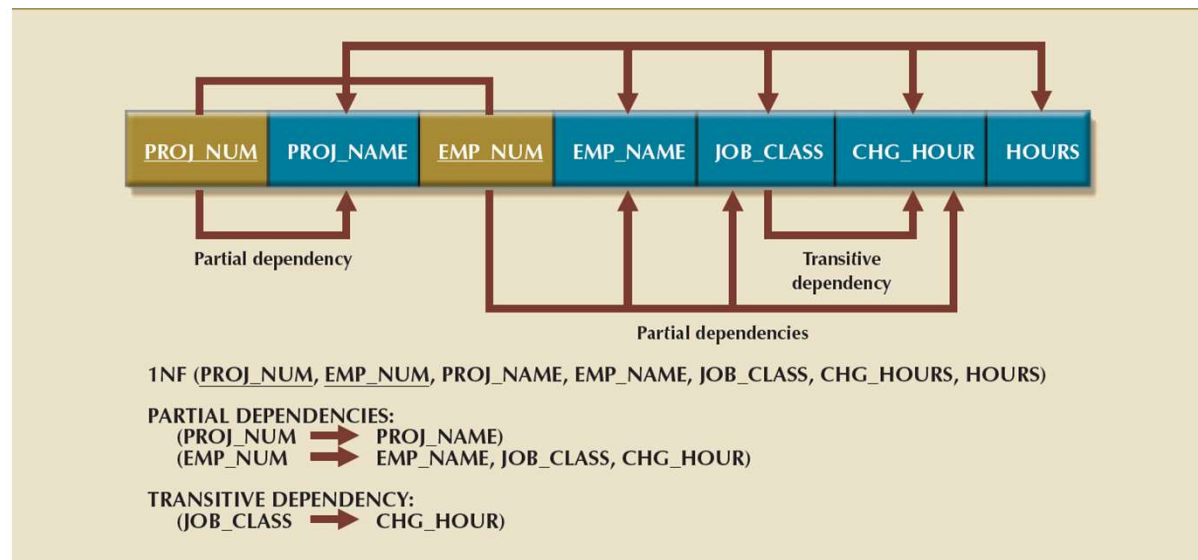 PROJ_NUM PROJ_NAME EMP_NUM EMP_NAME JOB_CLASS CHG_HOUR HOURS
Partial dependency
Transitive
dependency
Partial dependencies
1NF (PROJ_NUM, EMP_NUM, PROJ_NAME, EMP_NAME, JOB_CLASS, CHG_HOURS, HOURS)
PARTIAL DEPENDENCIES:
(PROJ_NUM PROJ_NAME)
(EMP_NUM EMP_NAME, JOB_CLASS, CHG_HOUR)
TRANSITIVE DEPENDENCY:
(JOB_CLASS CHG_HOUR)